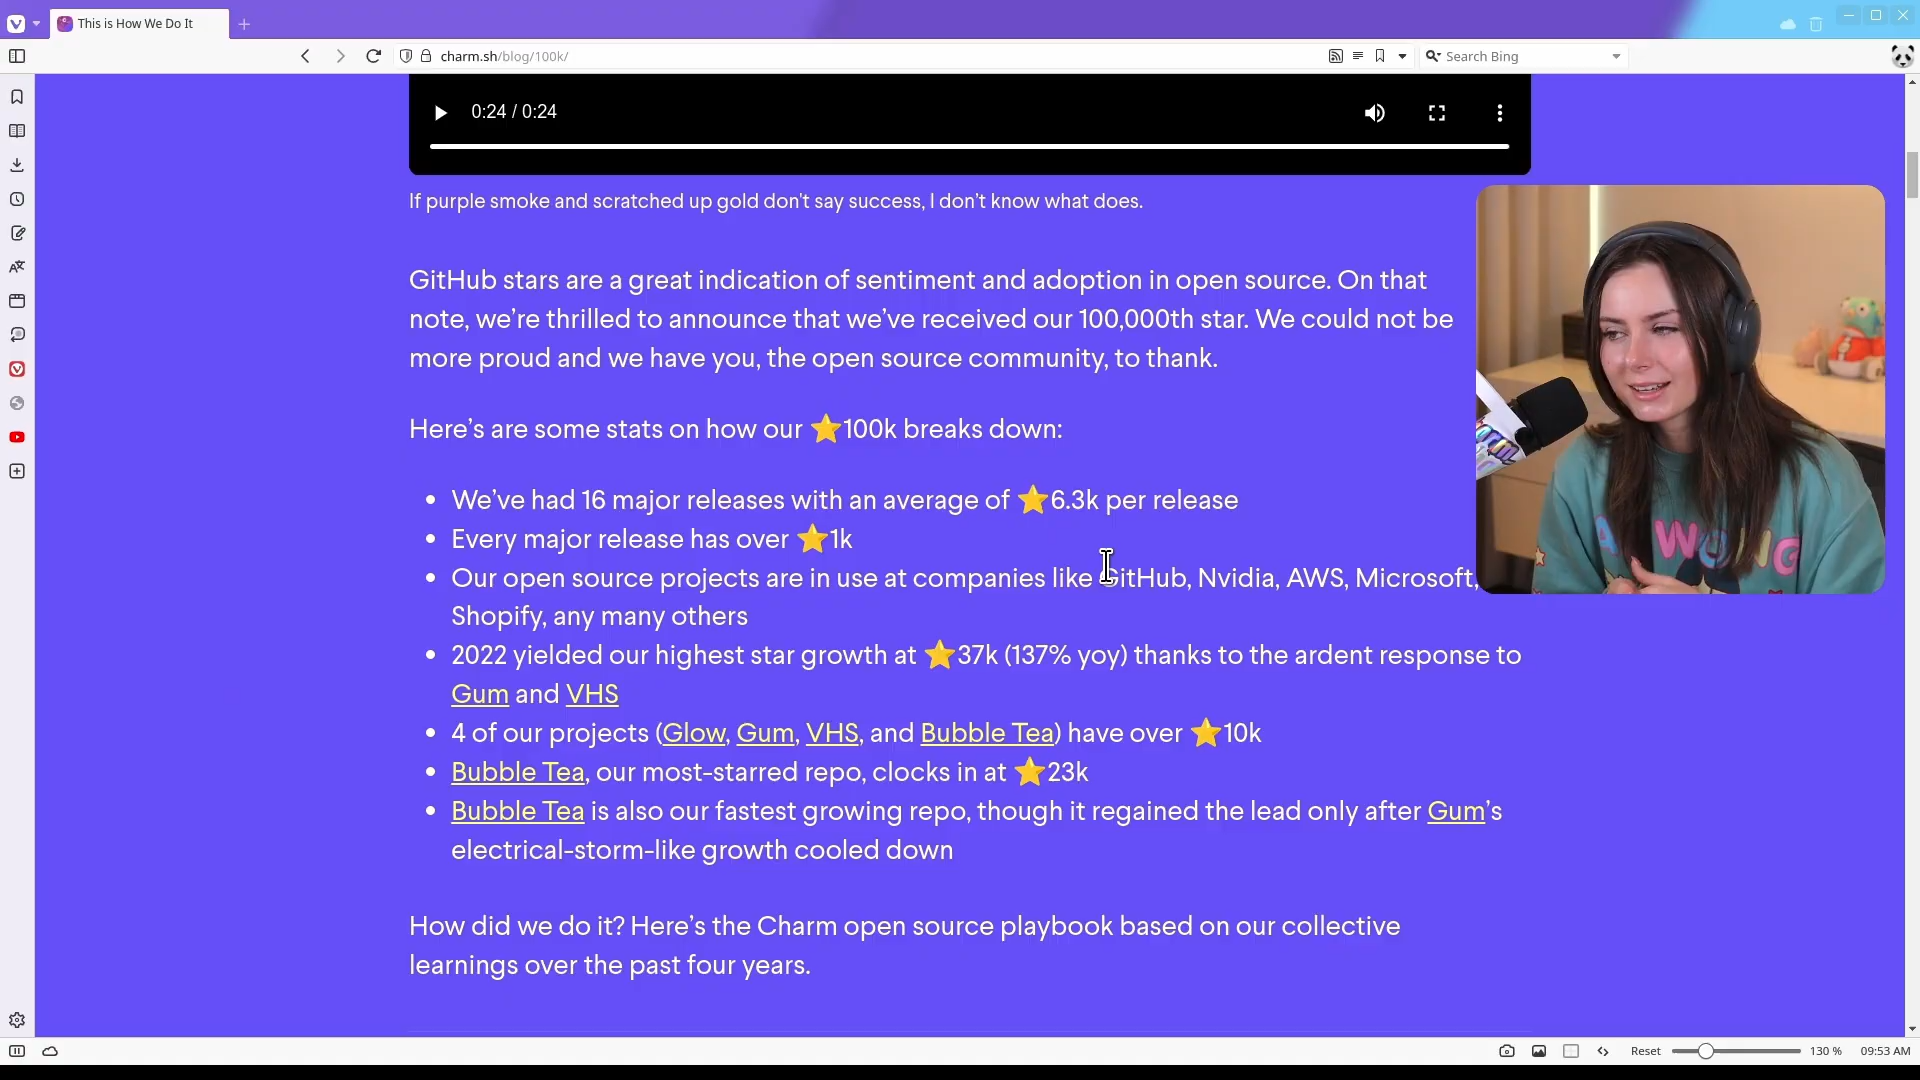 This is How We Do It
charm.sh/blog/100k/
Search Bing
0:24 / 0:24
If purple smoke and scratched up gold don't say success, I don't know what does.
GitHub stars are a great indication of sentiment and adoption in open source. On that
note, we're thrilled to announce that we've received our 100,000th star. We could not be
more proud and we have you, the open source community, to thank.
Here's are some stats on how our ⭐100k breaks down:
• We've had 16 major releases with an average of ⭐6.3k per release
• Every major release has over ⭐1k
• Our open source projects are in use at companies like GitHub, Nvidia, AWS, Microsoft,
Shopify, any many others
• 2022 yielded our highest star growth at ⭐37k (137% yoy) thanks to the ardent response to
Gum and VHS
• 4 of our projects (Glow, Gum, VHS, and Bubble Tea) have over ⭐10k
• Bubble Tea, our most-starred repo, clocks in at ⭐23k
• Bubble Tea is also our fastest growing repo, though it regained the lead only after Gum's
electrical-storm-like growth cooled down
How did we do it? Here's the Charm open source playbook based on our collective
learnings over the past four years.
Reset 130 % 09:53 AM